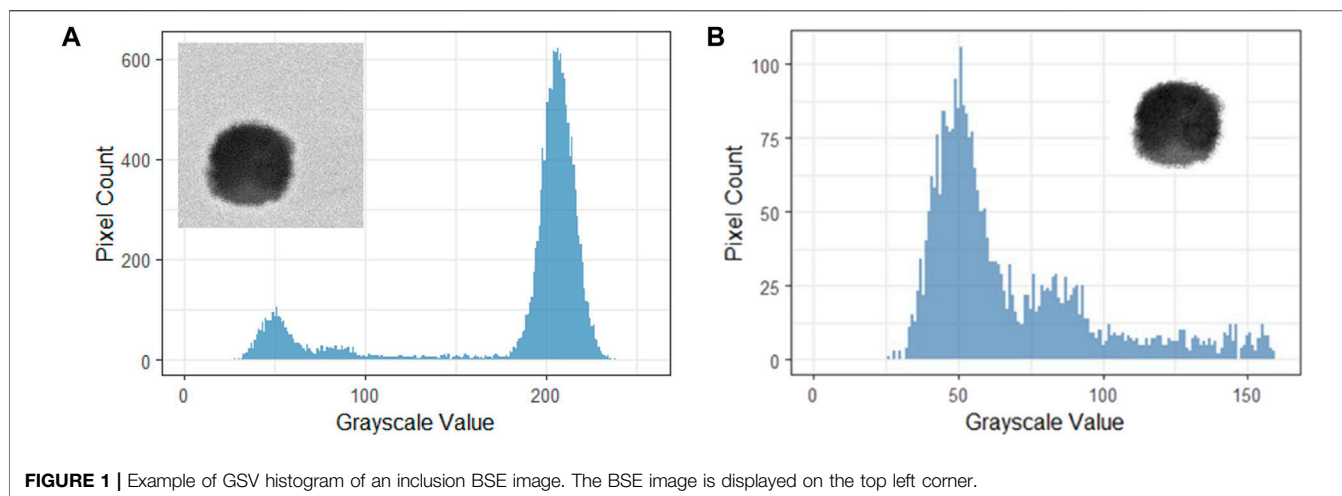 A
600
400
200
0
Pixel Count
0 100 200
Grayscale Value
B
100
75
50
25
0
Pixel Count
0 50 100 150
Grayscale Value
FIGURE 1 | Example of GSV histogram of an inclusion BSE image. The BSE image is displayed on the top left corner.